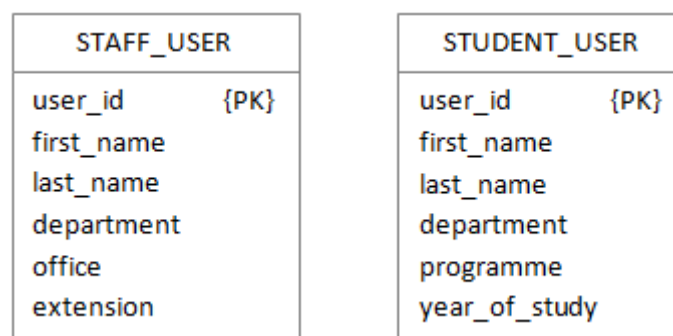 STAFF_USER
user_id {PK}
first_name
last_name
department
office
extension
STUDENT_USER
user_id {PK}
first_name
last_name
department
programme
year_of_study